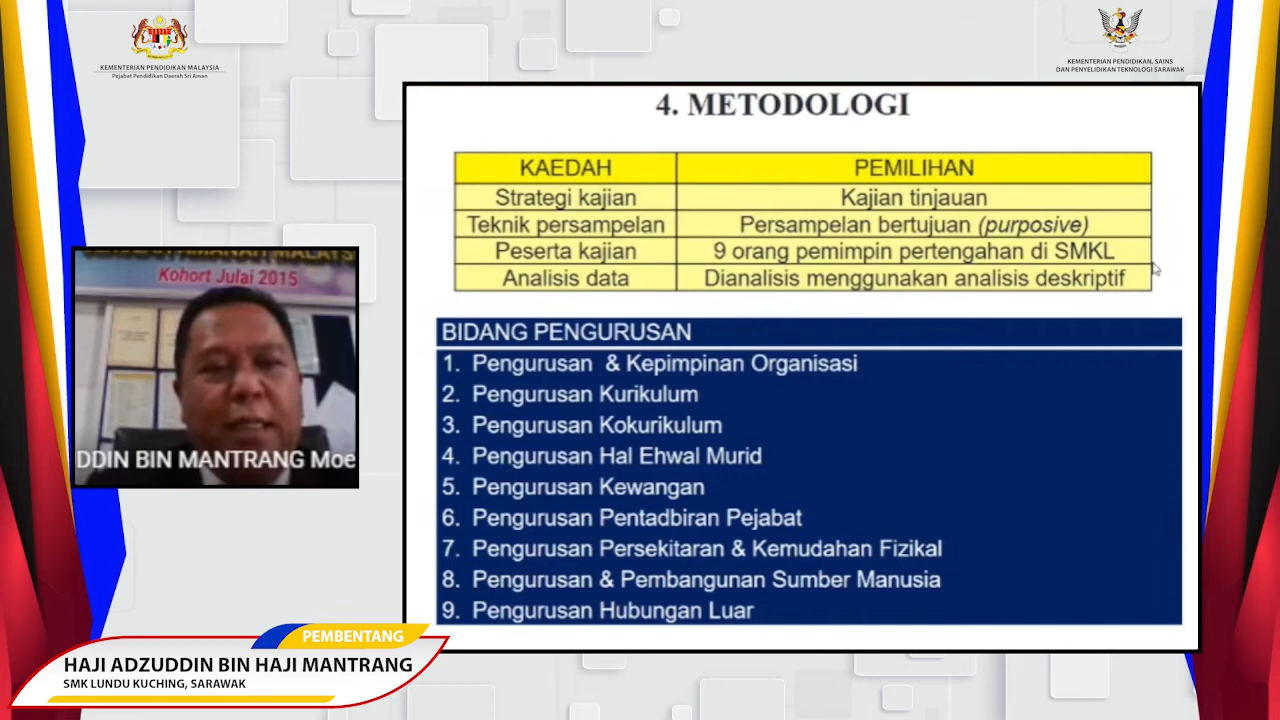 KEMENTERIAN PENDIDIKAN MALAYSIA
Pejabat Pendidikan Daerah Sri Aman
KEMENTERIAN PENDIDIKAN, SAINS
DAN PENYELIDIKAN TEKNOLOGI SARAWAK
4. METODOLOGI
KAEDAH PEMILIHAN
Strategi kajian Kajian tinjauan
Teknik persampelan Persampelan bertujuan (purposive)
Peserta kajian 9 orang pemimpin pertengahan di SMKL
Analisis data Dianalisis menggunakan analisis deskriptif
BIDANG PENGURUSAN
1. Pengurusan & Kepimpinan Organisasi
2. Pengurusan Kurikulum
3. Pengurusan Kokurikulum
4. Pengurusan Hal Ehwal Murid
5. Pengurusan Kewangan
6. Pengurusan Pentadbiran Pejabat
7. Pengurusan Persekitaran & Kemudahan Fizikal
8. Pengurusan & Pembangunan Sumber Manusia
9. Pengurusan Hubungan Luar
AMANAH MALAYSI
Kohort Julai 2015
DDIN BIN MANTRANG Moe
PEMBENTANG
HAJI ADZUDDIN BIN HAJI MANTRANG
SMK LUNDU KUCHING, SARAWAK